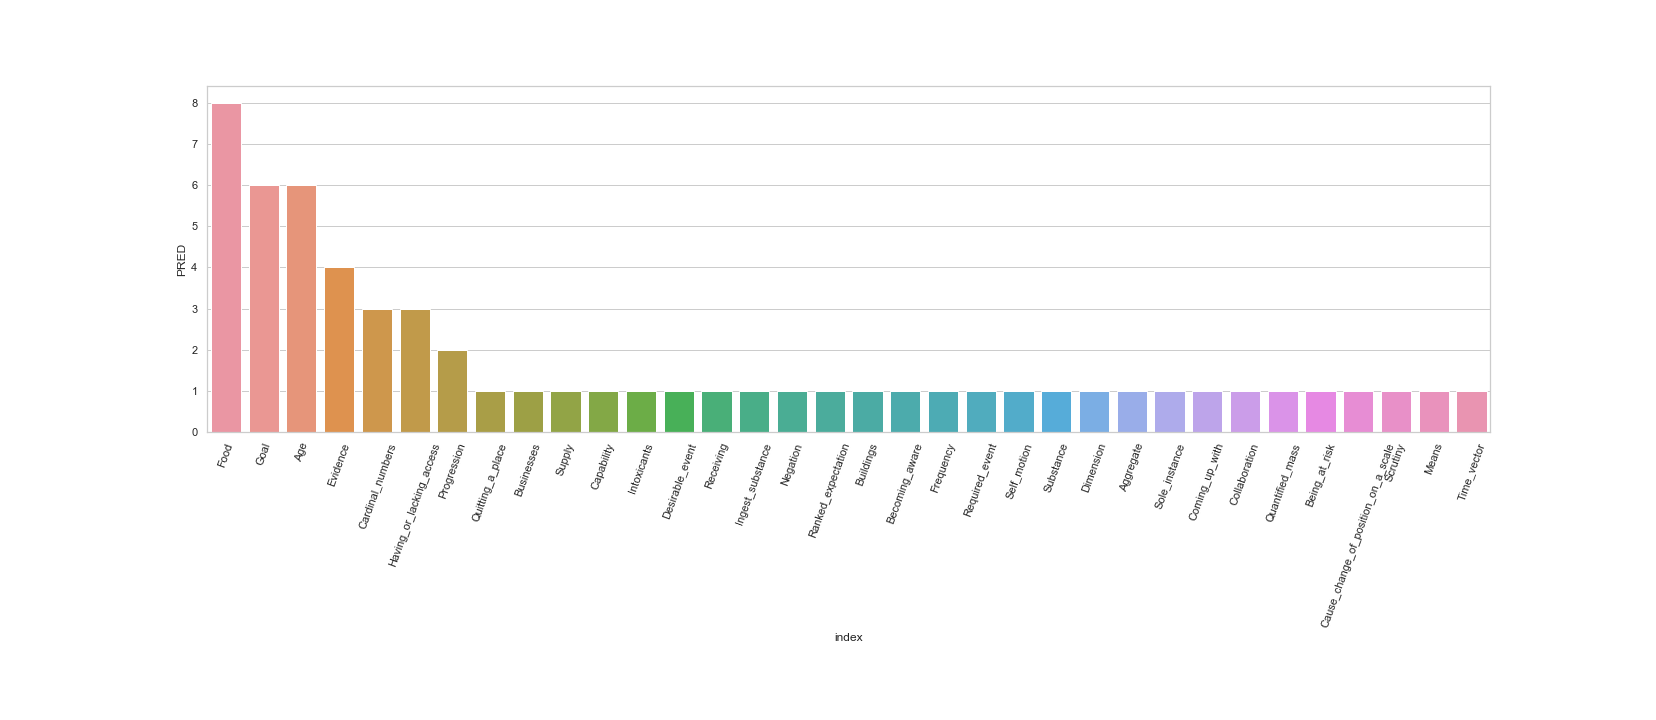 8
7
6
5
4
3
2
1
0
PRED
Food
Goal
Age
Evidence
Cardinal_numbers
Having_or_lacking_access
Progression
Quitting_a_place
Businesses
Supply
Capability
Intoxicants
Desirable_event
Receiving
Ingest_substance
Negation
Ranked_expectation
Buildings
Becoming_aware
Frequency
Required_event
Self_motion
Substance
Dimension
Aggregate
Sole_instance
Coming_up_with
Collaboration
Quantified_mass
Being_at_risk
Cause_change_of_position_on_a_scale
Scrutiny
Means
Time_vector
index